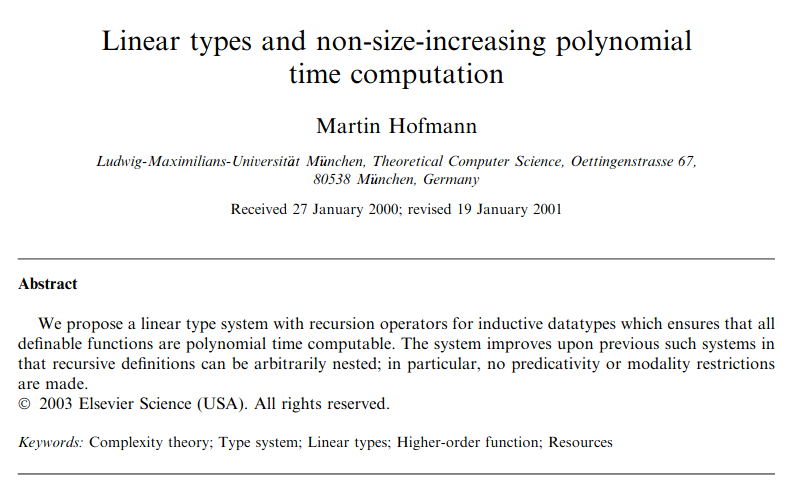 Linear types and non-size-increasing polynomial
time computation
Martin Hofmann
Ludwig-Maximilians-Universität München, Theoretical Computer Science, Oettingenstrasse 67,
80538 München, Germany
Received 27 January 2000; revised 19 January 2001
Abstract
We propose a linear type system with recursion operators for inductive datatypes which ensures that all
definable functions are polynomial time computable. The system improves upon previous such systems in
that recursive definitions can be arbitrarily nested; in particular, no predicativity or modality restrictions
are made.
© 2003 Elsevier Science (USA). All rights reserved.
Keywords: Complexity theory; Type system; Linear types; Higher-order function; Resources